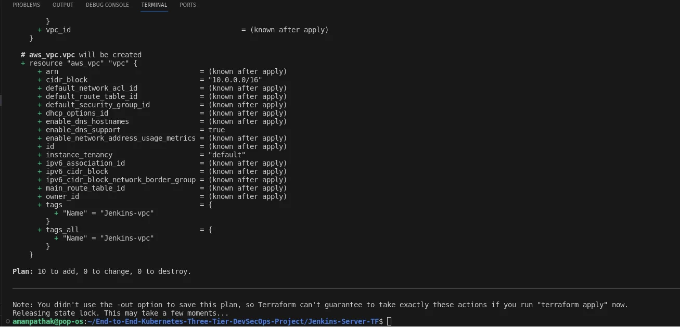 PROBLEMS OUTPUT DEBUG CONSOLE TERMINAL PORTS
}
+ vpc_id = (known after apply)
}
# aws_vpc.vpc will be created
+ resource "aws_vpc" "vpc" {
+ arn = (known after apply)
+ cidr_block = "10.0.0.0/16"
+ default_network_acl_id = (known after apply)
+ default_route_table_id = (known after apply)
+ default_security_group_id = (known after apply)
+ dhcp_options_id = (known after apply)
+ enable_dns_hostnames = (known after apply)
+ enable_dns_support = true
+ enable_network_address_usage_metrics = (known after apply)
+ id = (known after apply)
+ instance_tenancy = "default"
+ ipv6_association_id = (known after apply)
+ ipv6_cidr_block = (known after apply)
+ ipv6_cidr_block_network_border_group = (known after apply)
+ main_route_table_id = (known after apply)
+ owner_id = (known after apply)
+ tags = {
+ "Name" = "Jenkins-vpc"
}
+ tags_all = {
+ "Name" = "Jenkins-vpc"
}
}
Plan: 10 to add, 0 to change, 0 to destroy.
Note: You didn't use the -out option to save this plan, so Terraform can't guarantee to take exactly these actions if you run "terraform apply" now.
Releasing state lock. This may take a few moments...
amanpathak@pop-os:~/End-to-End-Kubernetes-Three-Tier-DevSecOps-Project/Jenkins-Server-TF$